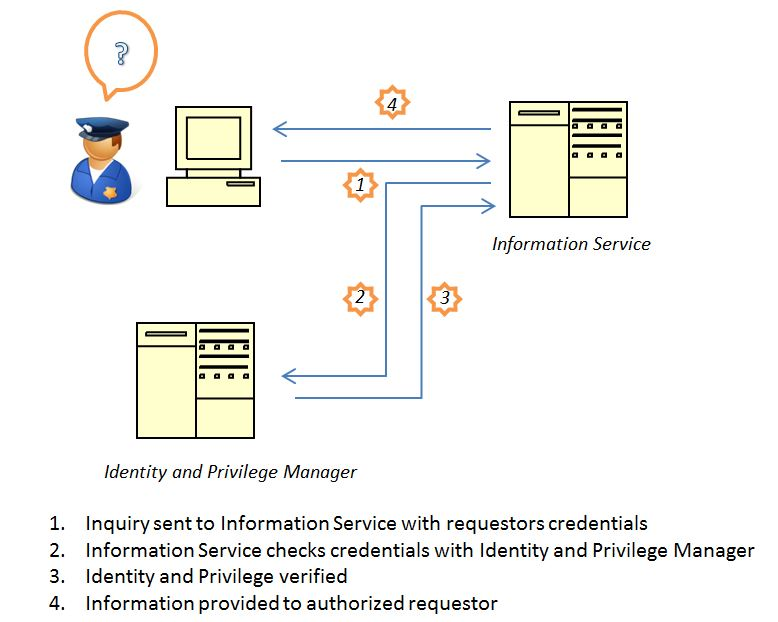 ?
4
1
Information Service
2
3
Identity and Privilege Manager
1. Inquiry sent to Information Service with requestors credentials
2. Information Service checks credentials with Identity and Privilege Manager
3. Identity and Privilege verified
4. Information provided to authorized requestor